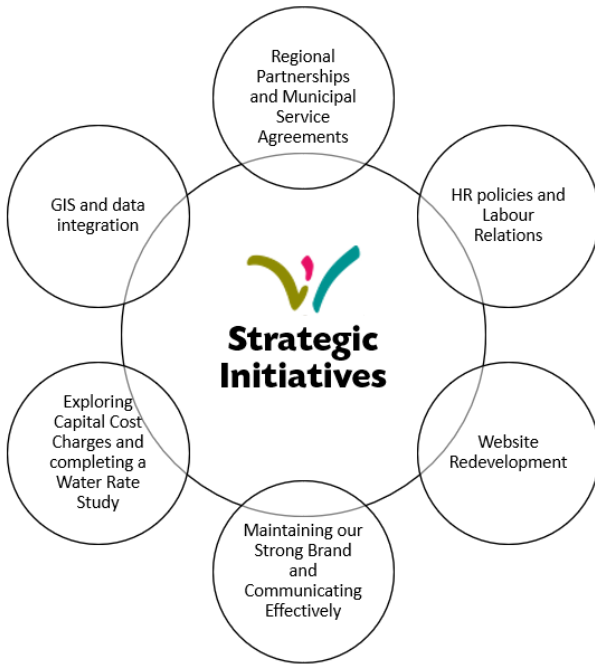 Regional
Partnerships
and Municipal
Service
Agreements
HR policies and
Labour
Relations
Website
Redevelopment
Maintaining our
Strong Brand
and
Communicating
Effectively
Exploring
Capital Cost
Charges and
completing a
Water Rate
Study
GIS and data
integration
Strategic
Initiatives